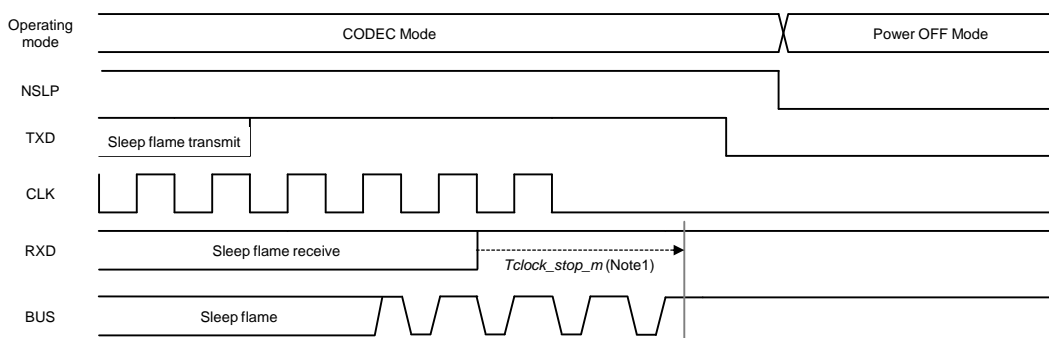 Operating
mode
CODEC Mode
Power OFF Mode
NSLP
TXD
Sleep flame transmit
CLK
RXD
Sleep flame receive
Tclock_stop_m (Note1)
BUS
Sleep flame